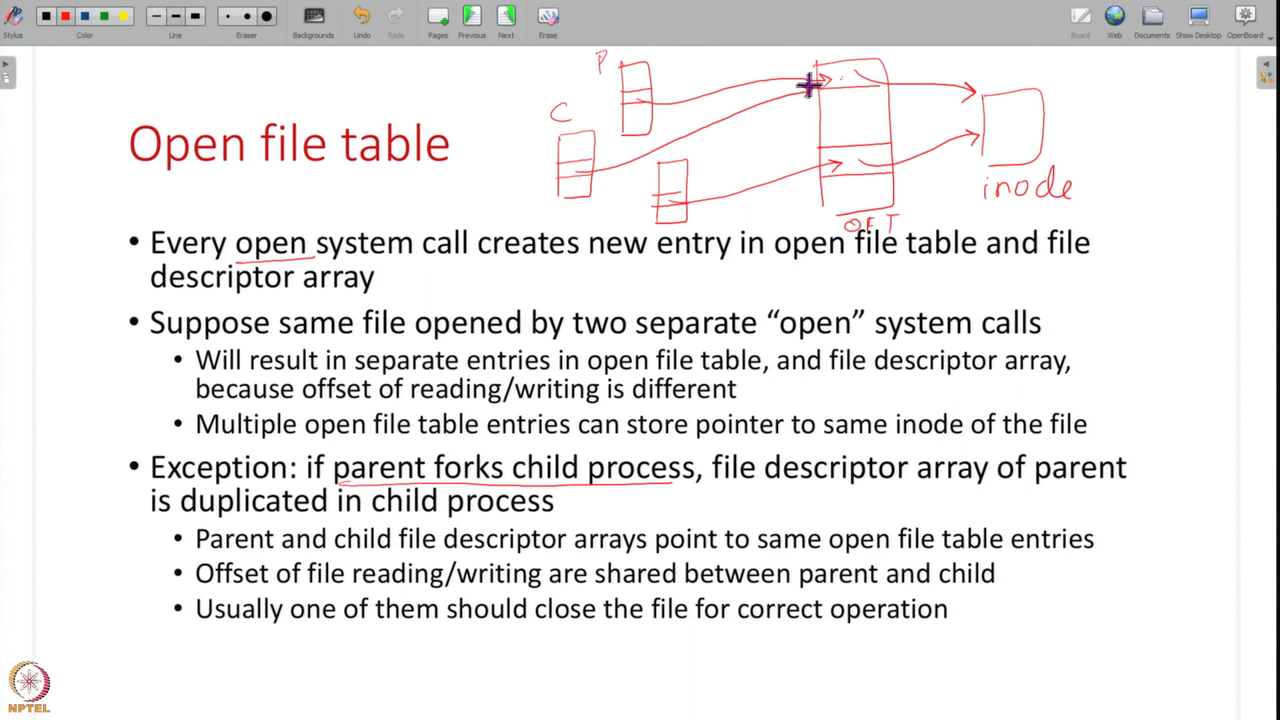 Stylus
Color
Line
Eraser
Backgrounds
Undo
Redo
Pages
Previous
Next
Erase
Board
Web
Documents
Show Desktop
OpenBoard
P
C
Open file table
inode
OFT
• Every open system call creates new entry in open file table and file
descriptor array
• Suppose same file opened by two separate “open” system calls
• Will result in separate entries in open file table, and file descriptor array,
because offset of reading/writing is different
• Multiple open file table entries can store pointer to same inode of the file
• Exception: if parent forks child process, file descriptor array of parent
is duplicated in child process
• Parent and child file descriptor arrays point to same open file table entries
• Offset of file reading/writing are shared between parent and child
• Usually one of them should close the file for correct operation
NPTEL